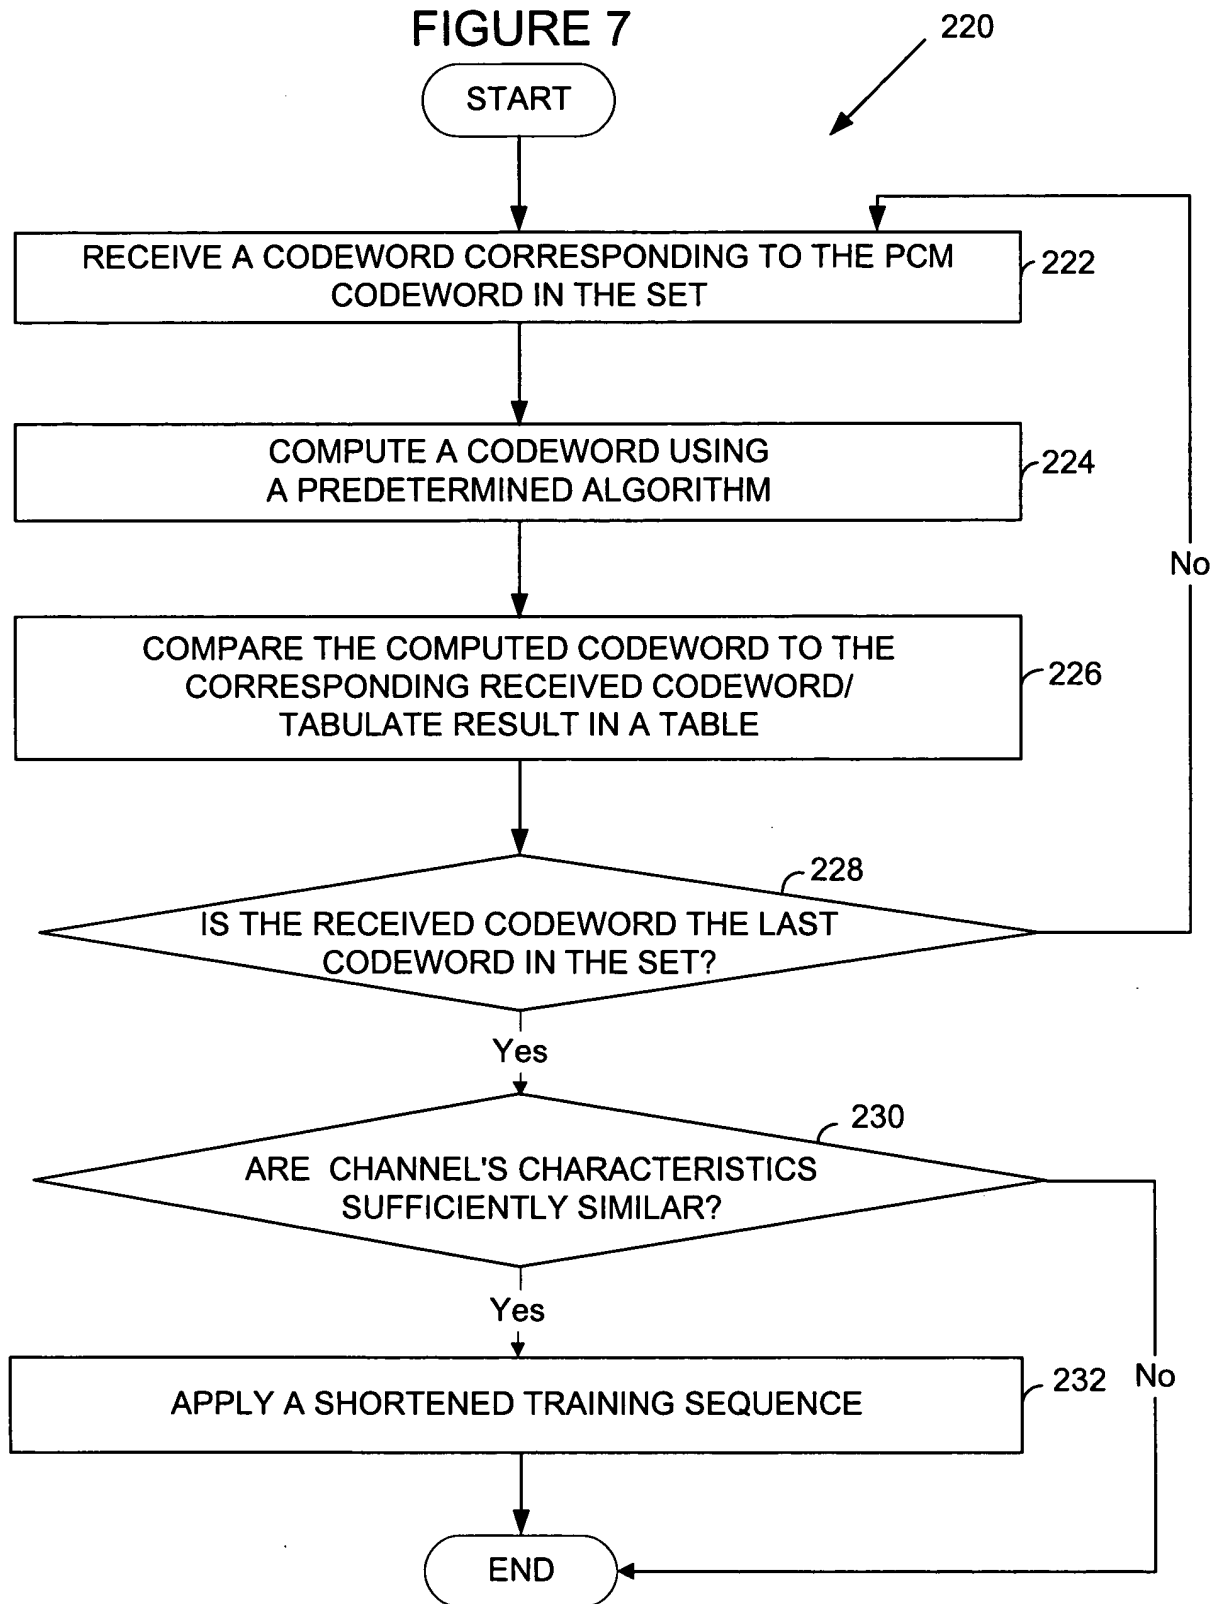 FIGURE 7
220
START
RECEIVE A CODEWORD CORRESPONDING TO THE PCM
CODEWORD IN THE SET
222
COMPUTE A CODEWORD USING
A PREDETERMINED ALGORITHM
224
No
COMPARE THE COMPUTED CODEWORD TO THE
CORRESPONDING RECEIVED CODEWORD/
TABULATE RESULT IN A TABLE
226
228
IS THE RECEIVED CODEWORD THE LAST
CODEWORD IN THE SET?
Yes
230
ARE CHANNEL'S CHARACTERISTICS
SUFFICIENTLY SIMILAR?
Yes
No
APPLY A SHORTENED TRAINING SEQUENCE
232
END